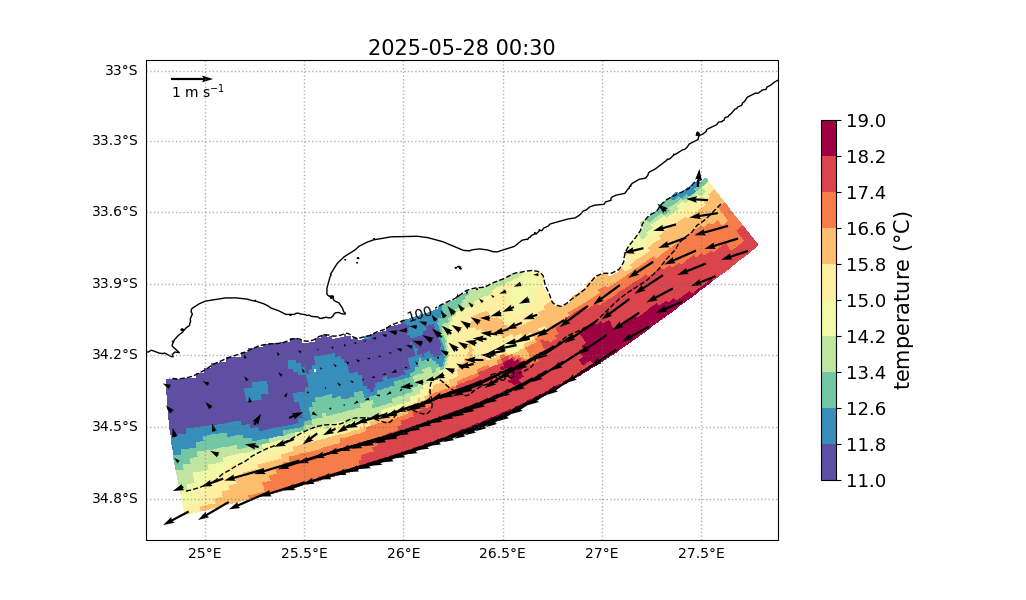 2025-05-28 00:30
33°S
33.3°S
33.6°S
33.9°S
34.2°S
34.5°S
34.8°S
1 m s⁻¹
100
25°E
25.5°E
26°E
26.5°E
27°E
27.5°E
19.0
18.2
17.4
16.6
15.8
15.0
14.2
13.4
12.6
11.8
11.0
temperature (°C)